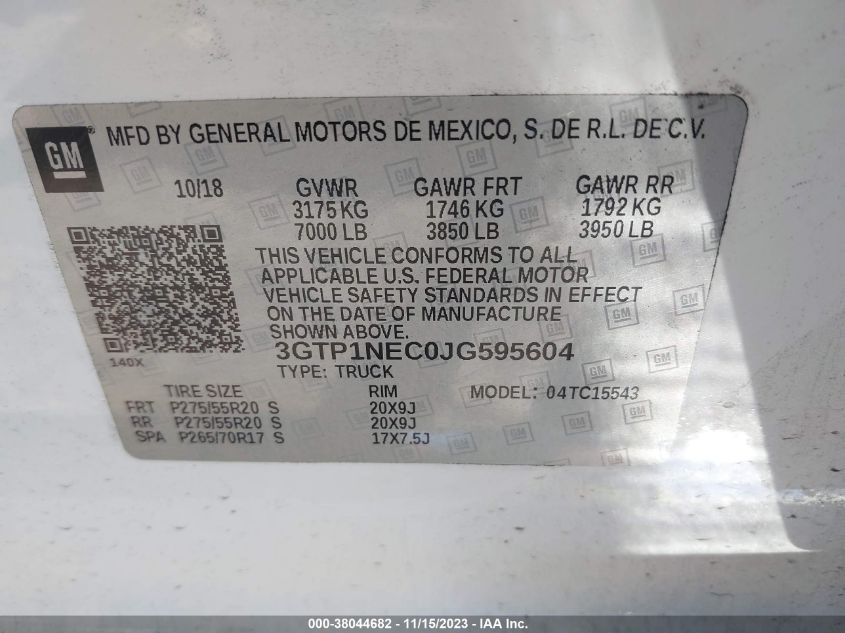 GM
MFD BY GENERAL MOTORS DE MEXICO, S. DE R.L. DE C.V.
10/18 GVWR GAWR FRT GAWR RR
3175 KG 1746 KG 1792 KG
7000 LB 3850 LB 3950 LB
THIS VEHICLE CONFORMS TO ALL
APPLICABLE U.S. FEDERAL MOTOR
VEHICLE SAFETY STANDARDS IN EFFECT
ON THE DATE OF MANUFACTURE
SHOWN ABOVE.
140X 3GTP1NEC0JG595604
TYPE: TRUCK
TIRE SIZE RIM MODEL: 04TC15543
FRT P275/55R20 S 20X9J
RR P275/55R20 S 20X9J
SPA P265/70R17 S 17X7.5J
000-38044682 - 11/15/2023 - IAA Inc.